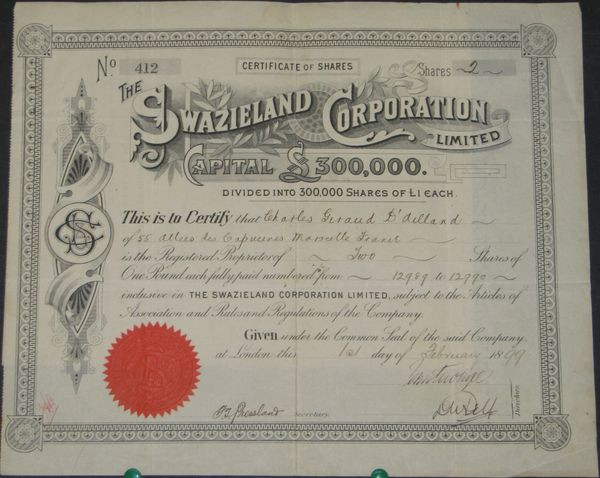 No 412
CERTIFICATE OF SHARES
Shares 2
THE SWAZIELAND CORPORATION LIMITED
CAPITAL £300,000.
DIVIDED INTO 300,000 SHARES OF £1 EACH.
This is to Certify that Charles Giraud D'
of 55 Allées des Marseille France
is the Registered Proprietor of Two Shares of
One Pound each fully paid numbered from 12989 to 12990
inclusive in THE SWAZIELAND CORPORATION LIMITED, subject to the Articles of
Association and Rules and Regulations of the Company.
Given under the Common Seal of the said Company
at London this 1st day of February 1899
Secretary.
Directors.